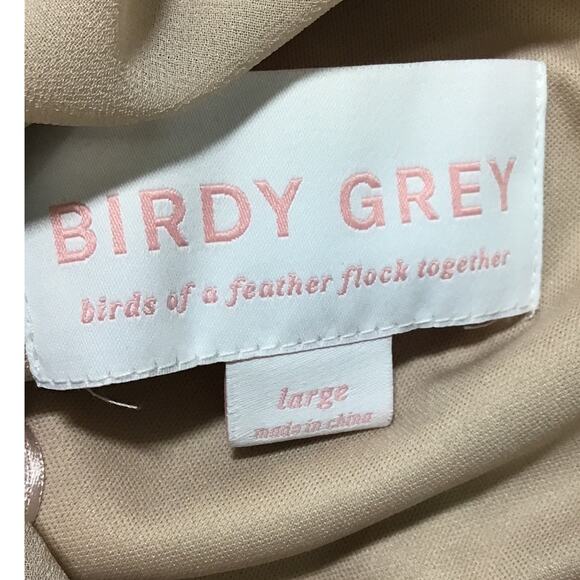 BIRDY GREY
birds of a feather flock together
large
made in china